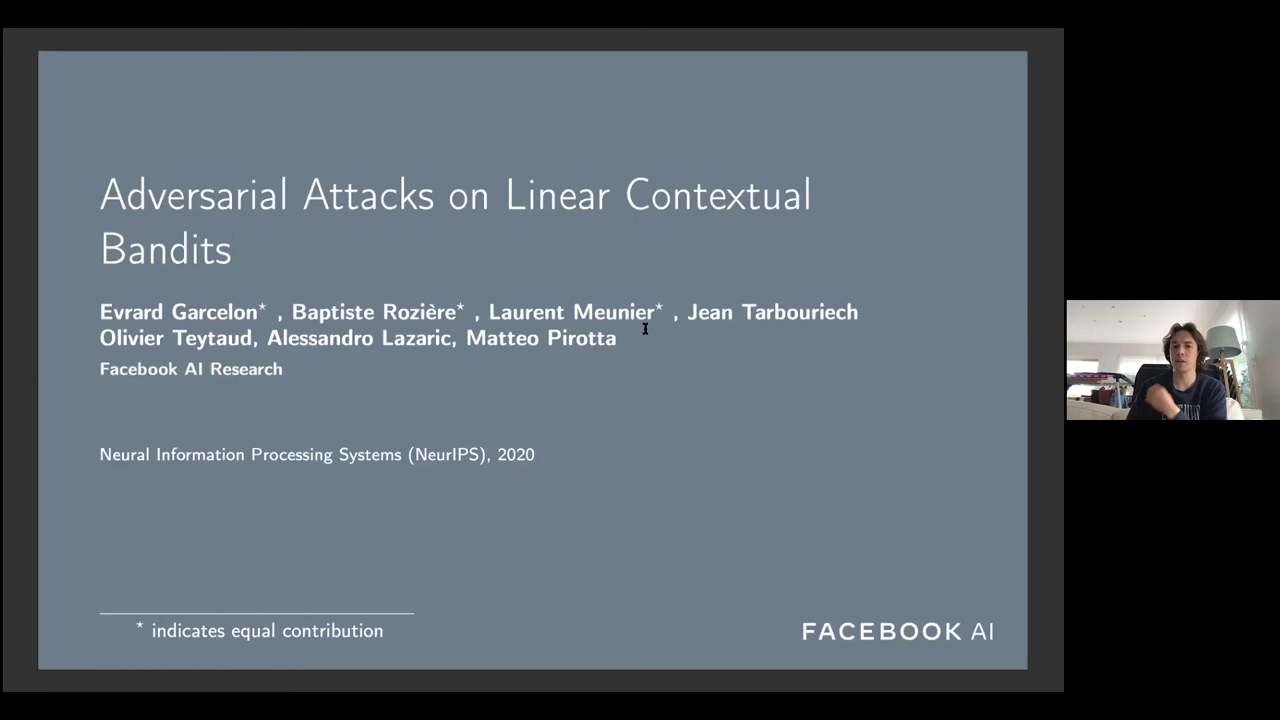 Adversarial Attacks on Linear Contextual
Bandits
Evrard Garcelon* , Baptiste Rozière* , Laurent Meunier* , Jean Tarbouriech
Olivier Teytaud, Alessandro Lazaric, Matteo Pirotta
Facebook AI Research
Neural Information Processing Systems (NeurIPS), 2020
* indicates equal contribution
FACEBOOK AI